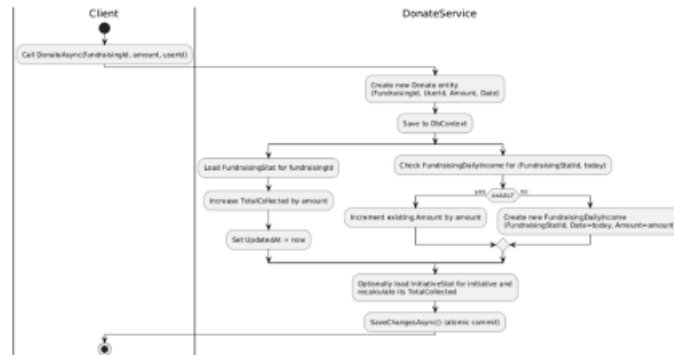 Client
DonateService
Call DonateAsync(fundraisingId, amount, userId)
Create new Donate entity
(FundraisingId, UserId, Amount, Date)
Save to DbContext
Load FundraisingStat for fundraisingId
Check FundraisingDailyIncome for (FundraisingStatId, today)
Increase TotalCollected by amount
yes
exists?
no
Increment existing.Amount by amount
Create new FundraisingDailyIncome
(FundraisingStatId, Date=today, Amount=amount
Set UpdatedAt = now
Optionally load InitiativeStat for initiative and
recalculate its TotalCollected
SaveChangesAsync() (atomic commit)